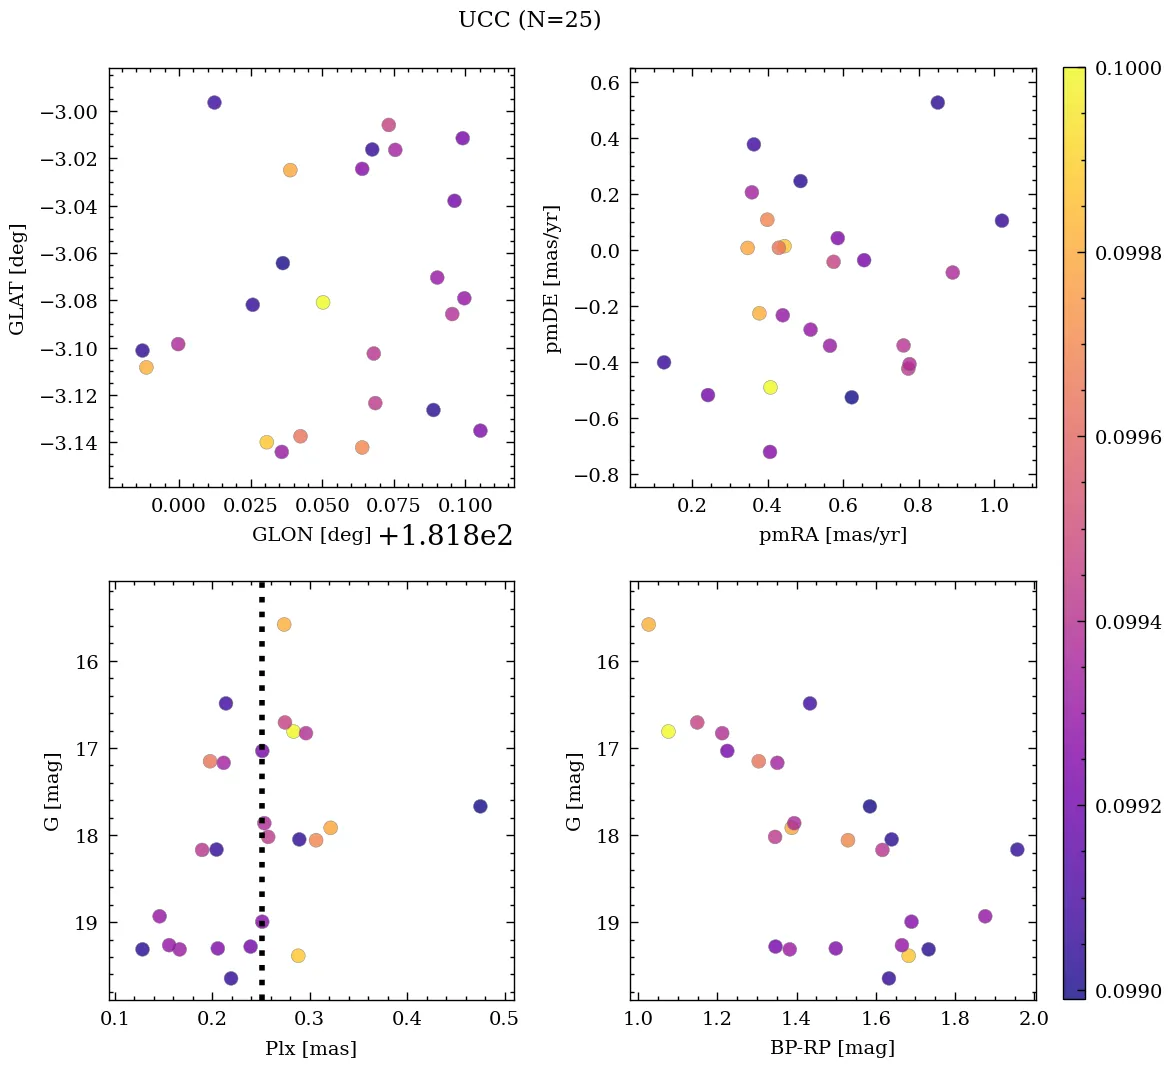 UCC (N=25)
−3.00
−3.02
−3.04
−3.06
−3.08
−3.10
−3.12
−3.14
GLAT [deg]
0.000 0.025 0.050 0.075 0.100
GLON [deg] +1.818e2
0.6
0.4
0.2
0.0
−0.2
−0.4
−0.6
−0.8
pmDE [mas/yr]
0.2 0.4 0.6 0.8 1.0
pmRA [mas/yr]
16
17
18
19
G [mag]
0.1 0.2 0.3 0.4 0.5
Plx [mas]
16
17
18
19
G [mag]
1.0 1.2 1.4 1.6 1.8 2.0
BP-RP [mag]
0.1000
0.0998
0.0996
0.0994
0.0992
0.0990